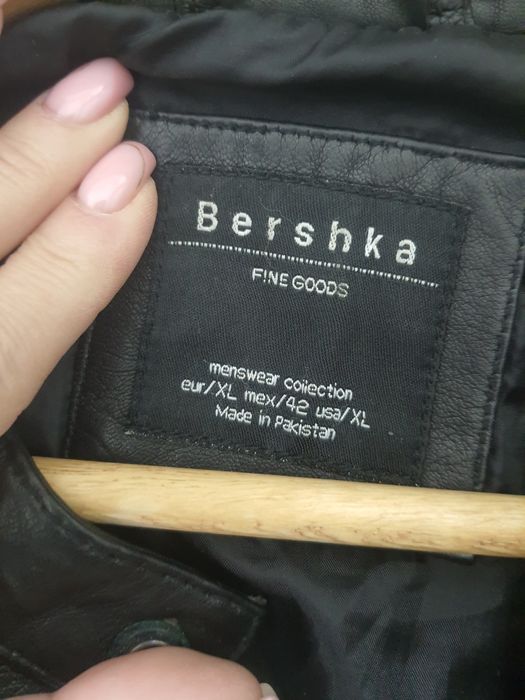 Bershka
FINE GOODS
menswear collection
eur/XL mex/42 usa/XL
Made in Pakistan